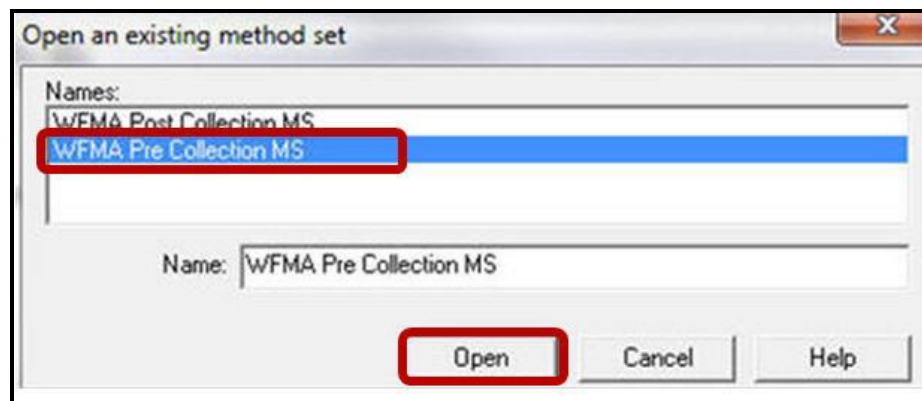 Open an existing method set
Names:
WFMA Post Collection MS
WFMA Pre Collection MS
Name: WFMA Pre Collection MS
Open Cancel Help